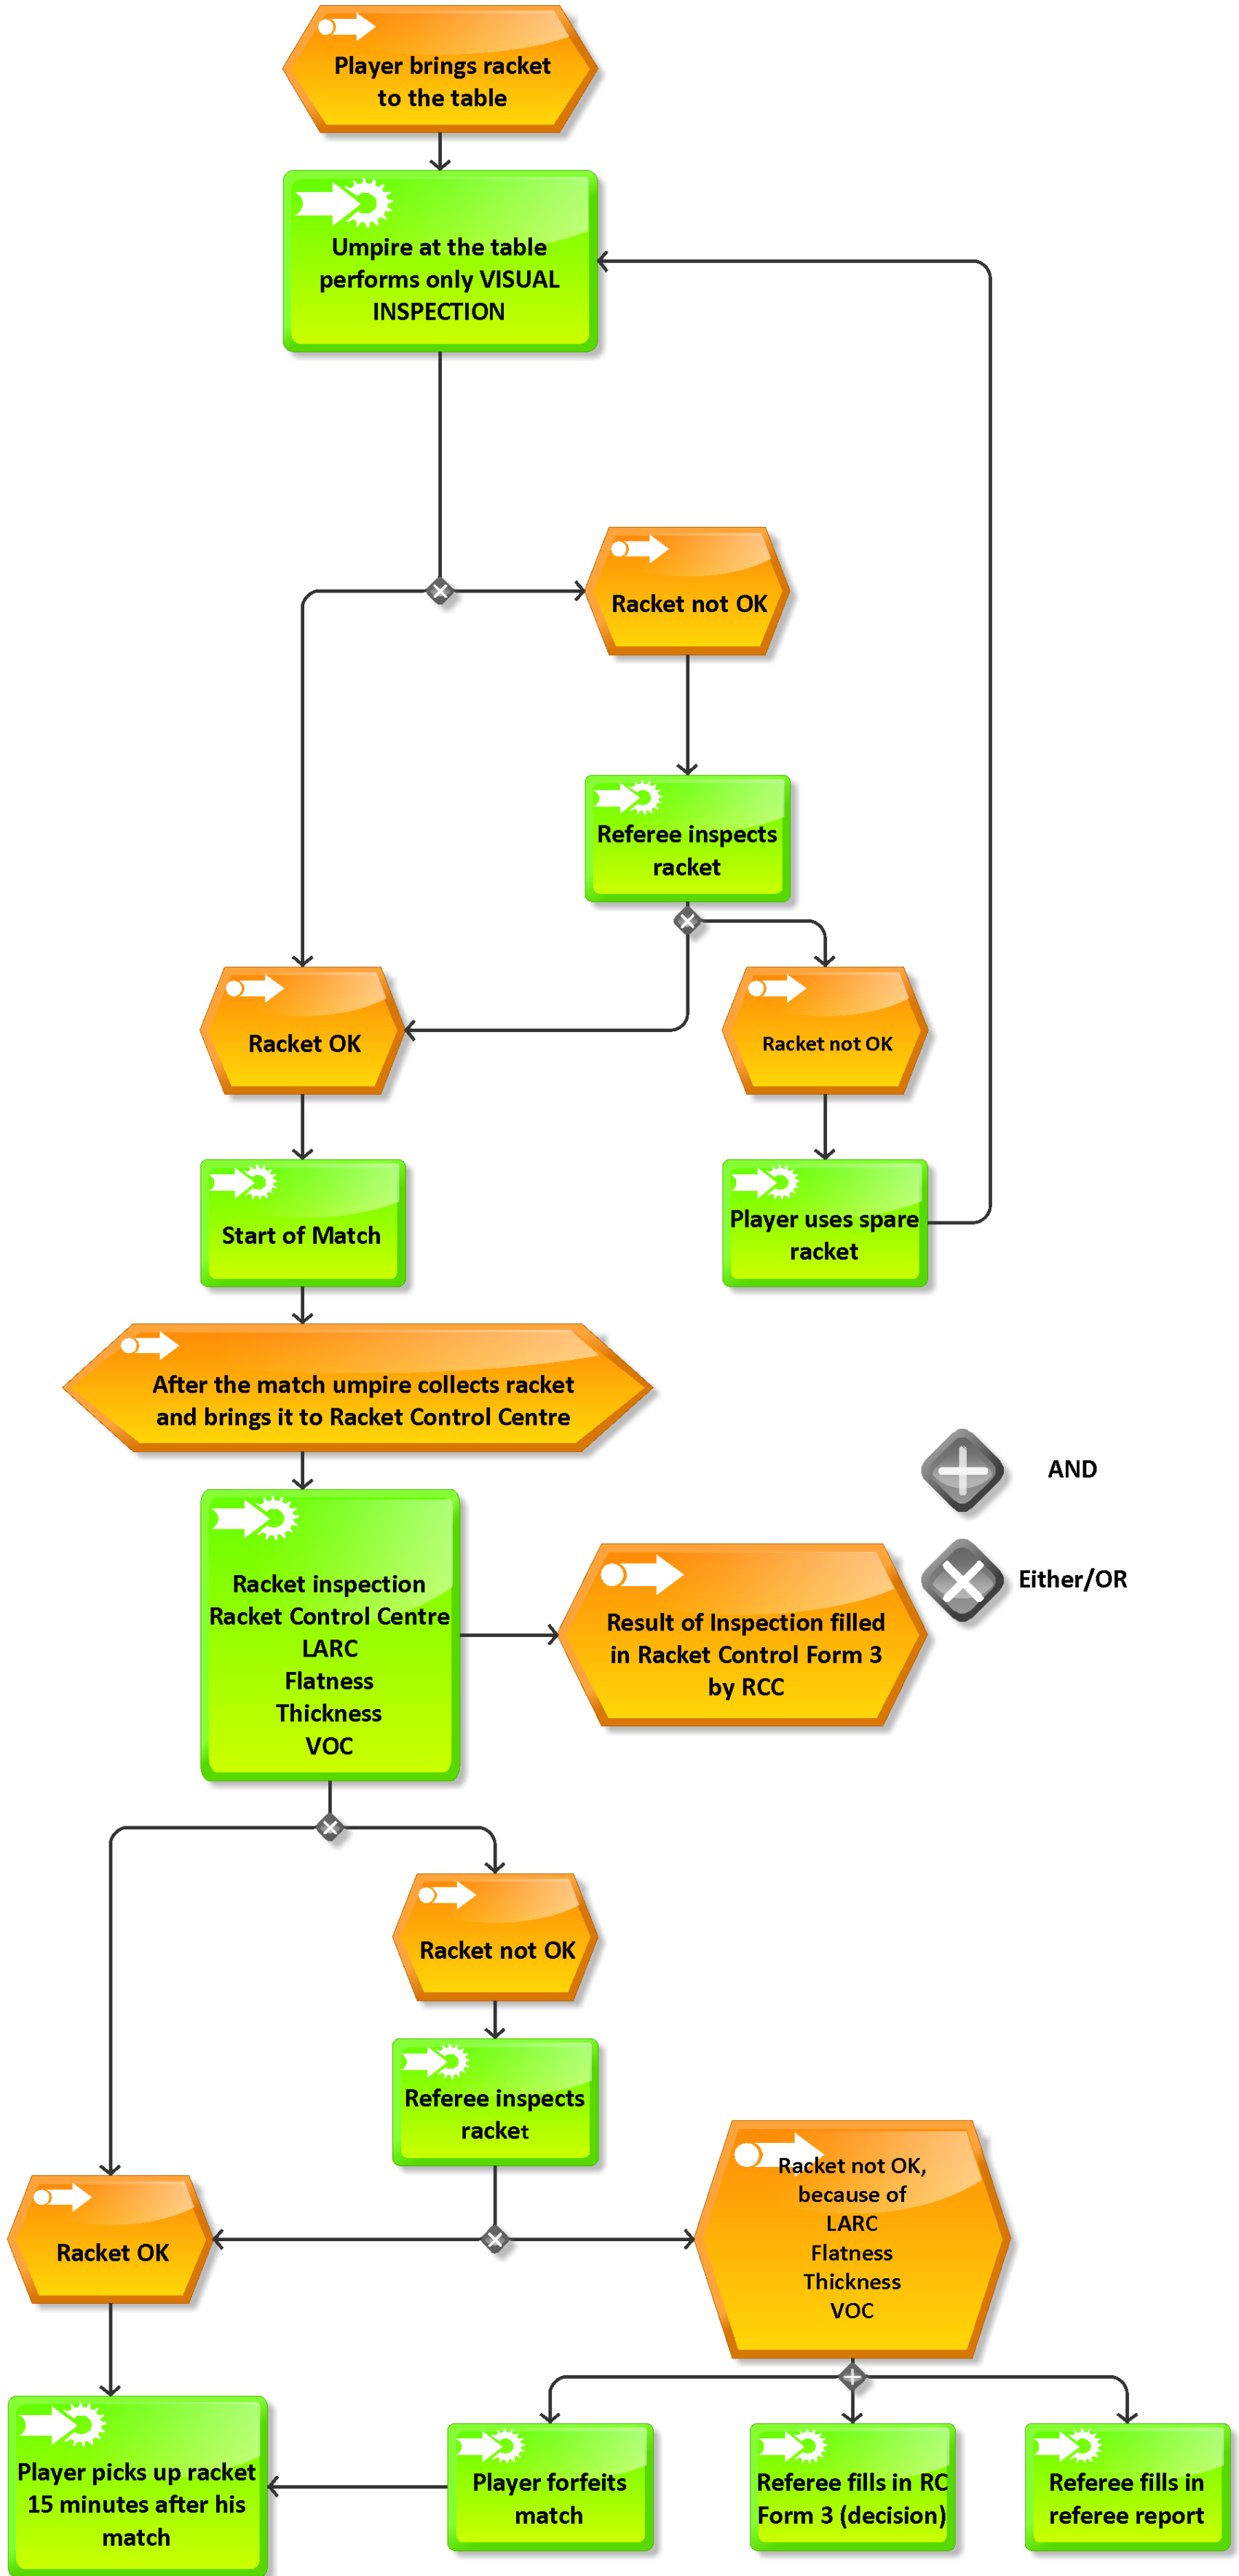 Player brings racket
to the table
Umpire at the table
performs only VISUAL
INSPECTION
Racket not OK
Referee inspects
racket
Racket OK
Racket not OK
Start of Match
Player uses spare
racket
After the match umpire collects racket
and brings it to Racket Control Centre
AND
Either/OR
Racket inspection
Racket Control Centre
LARC
Flatness
Thickness
VOC
Result of Inspection filled
in Racket Control Form 3
by RCC
Racket not OK
Referee inspects
racket
Racket OK
Racket not OK,
because of
LARC
Flatness
Thickness
VOC
Player picks up racket
15 minutes after his
match
Player forfeits
match
Referee fills in RC
Form 3 (decision)
Referee fills in
referee report